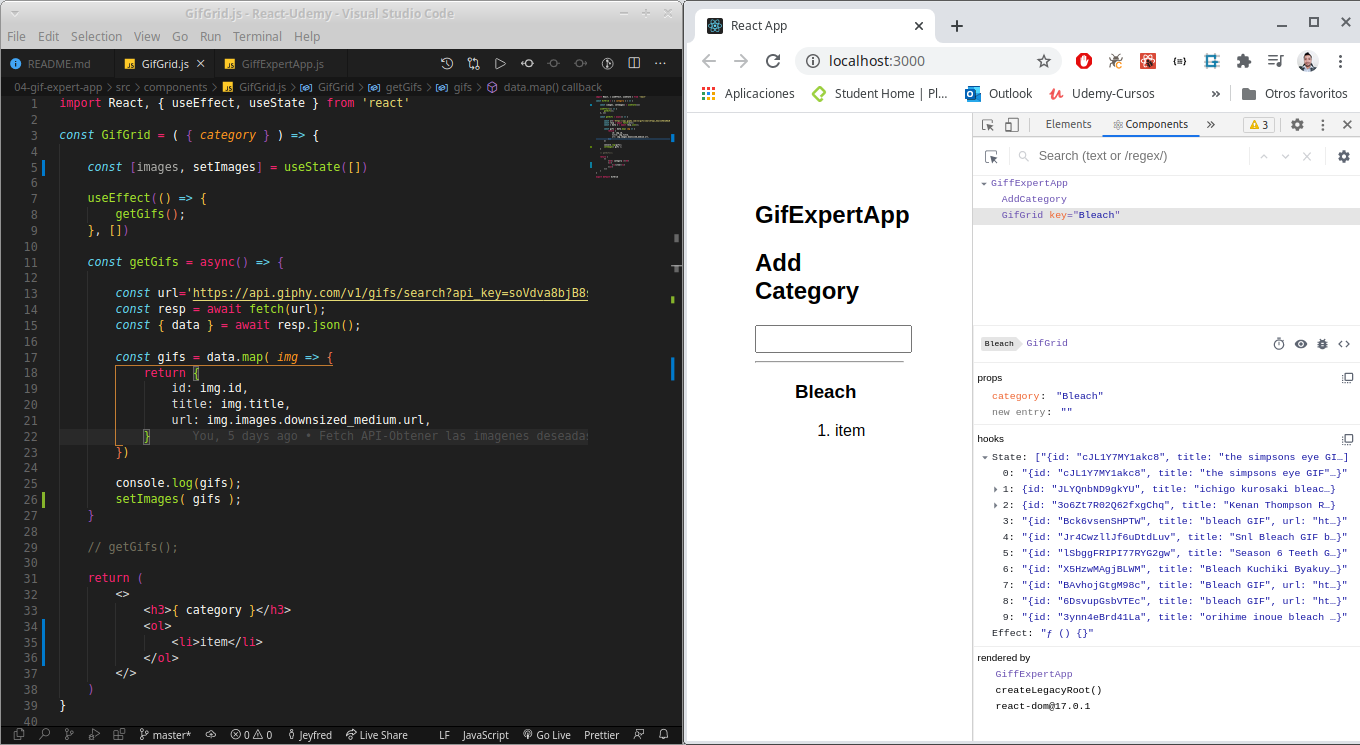 GifGrid.js - React-Udemy - Visual Studio Code
File Edit Selection View Go Run Terminal Help
README.md GifGrid.js GiffExpertApp.js
04-gif-expert-app › src › components › GifGrid.js › GifGrid › getGifs › gifs › data.map() callback
1 import React, { useEffect, useState } from 'react'
2
3 const GifGrid = ( { category } ) => {
4
5 const [images, setImages] = useState([])
6
7 useEffect(() => {
8 getGifs();
9 }, [])
10
11 const getGifs = async() => {
12
13 const url='https://api.giphy.com/v1/gifs/search?api_key=soVdva8bjB8
14 const resp = await fetch(url);
15 const { data } = await resp.json();
16
17 const gifs = data.map( img => {
18 return {
19 id: img.id,
20 title: img.title,
21 url: img.images.downsized_medium.url,
22 } You, 5 days ago • Fetch API-Obtener las imagenes deseadas
23 })
24
25 console.log(gifs);
26 setImages( gifs );
27 }
28
29 // getGifs();
30
31 return (
32 <>
33 <h3>{ category }</h3>
34 <ol>
35 <li>item</li>
36 </ol>
37 </>
38 )
39 }
40
master* 0 0 Jeyfred Live Share LF JavaScript Go Live Prettier
React App
localhost:3000
Aplicaciones Student Home | Pl... Outlook Udemy-Cursos » Otros favoritos
GifExpertApp
Add
Category
Bleach
1. item
Elements Components » 3
Search (text or /regex/)
GiffExpertApp
AddCategory
GifGrid key="Bleach"
Bleach GifGrid
props
category: "Bleach"
new entry: ""
hooks
State: ["{id: "cJL1Y7MY1akc8", title: "the simpsons eye GI…]
0: "{id: "cJL1Y7MY1akc8", title: "the simpsons eye GIF"…}"
1: {id: "JLYQnbND9gkYU", title: "ichigo kurosaki bleac…}
2: {id: "3o6Zt7R02Q62fxgChq", title: "Kenan Thompson R…}
3: "{id: "Bck6vsenSHPTW", title: "bleach GIF", url: "ht…}"
4: "{id: "Jr4CwzllJf6uDtdLuv", title: "Snl Bleach GIF b…}"
5: "{id: "lSbggFRIPI77RYG2gw", title: "Season 6 Teeth G…}"
6: "{id: "X5HzwMAgjBLWM", title: "Bleach Kuchiki Byakuy…}"
7: "{id: "BAvhojGtgM98c", title: "Bleach GIF", url: "ht…}"
8: "{id: "6DsvupGsbVTEc", title: "bleach GIF", url: "ht…}"
9: "{id: "3ynn4eBrd41La", title: "orihime inoue bleach …}"
Effect: "ƒ () {}"
rendered by
GiffExpertApp
createLegacyRoot()
react-dom@17.0.1